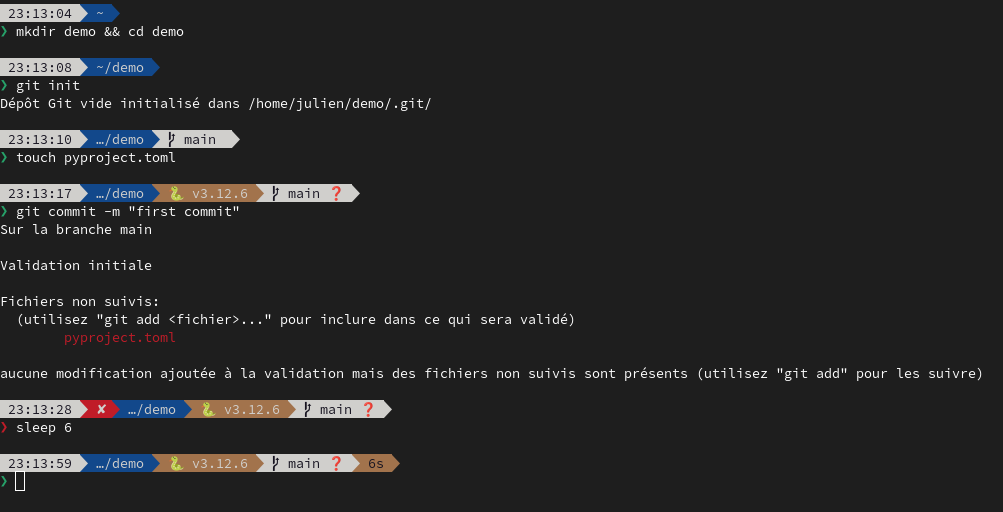 23:13:04 ~
❯ mkdir demo && cd demo
23:13:08 ~/demo
❯ git init
Dépôt Git vide initialisé dans /home/julien/demo/.git/
23:13:10 …/demo main
❯ touch pyproject.toml
23:13:17 …/demo 🐍 v3.12.6 main ❓
❯ git commit -m "first commit"
Sur la branche main
Validation initiale
Fichiers non suivis:
(utilisez "git add <fichier>..." pour inclure dans ce qui sera validé)
pyproject.toml
aucune modification ajoutée à la validation mais des fichiers non suivis sont présents (utilisez "git add" pour les suivre)
23:13:28 ✘ …/demo 🐍 v3.12.6 main ❓
❯ sleep 6
23:13:59 …/demo 🐍 v3.12.6 main ❓ 6s
❯